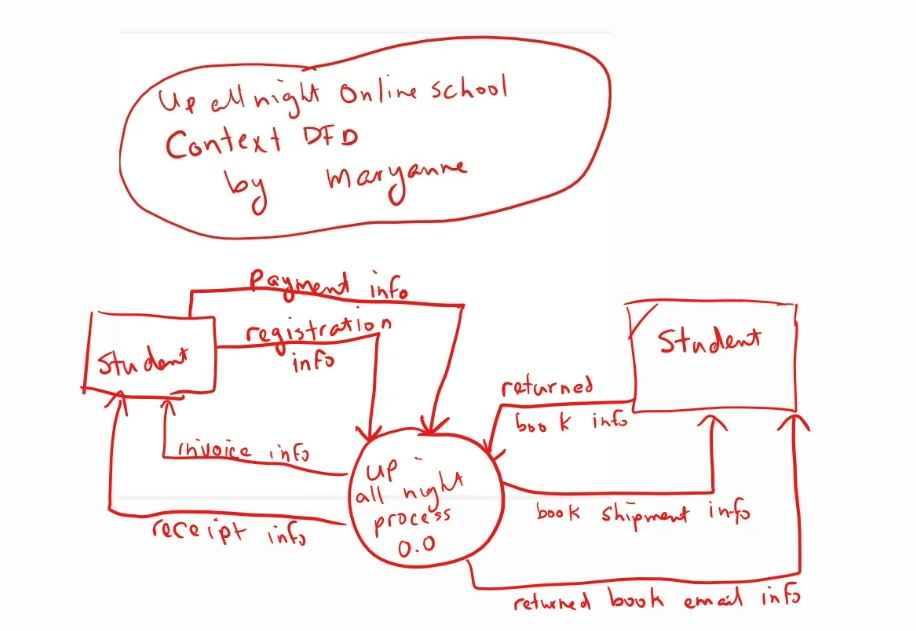 Up all night Online school
Context DFD
by Maryanne
Payment info
registration
info
Student
Student
returned
book info
invoice info
up
all night
process
0.0
book shipment info
receipt info
returned book email info